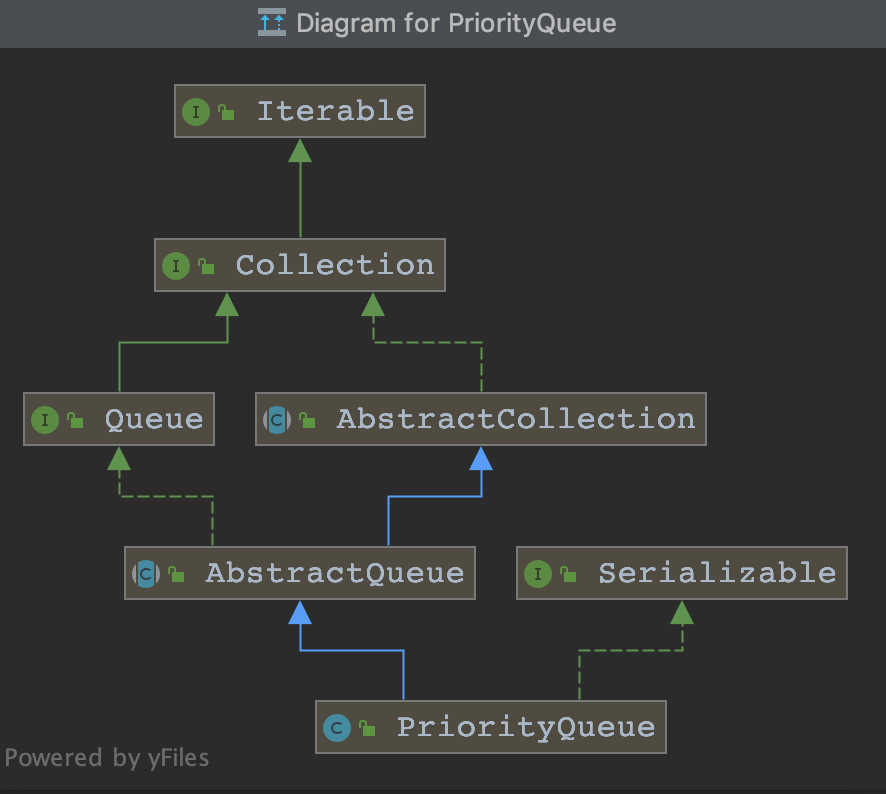 Diagram for PriorityQueue
I Iterable
I Collection
I Queue
C AbstractCollection
C AbstractQueue
I Serializable
C PriorityQueue
Powered by yFiles